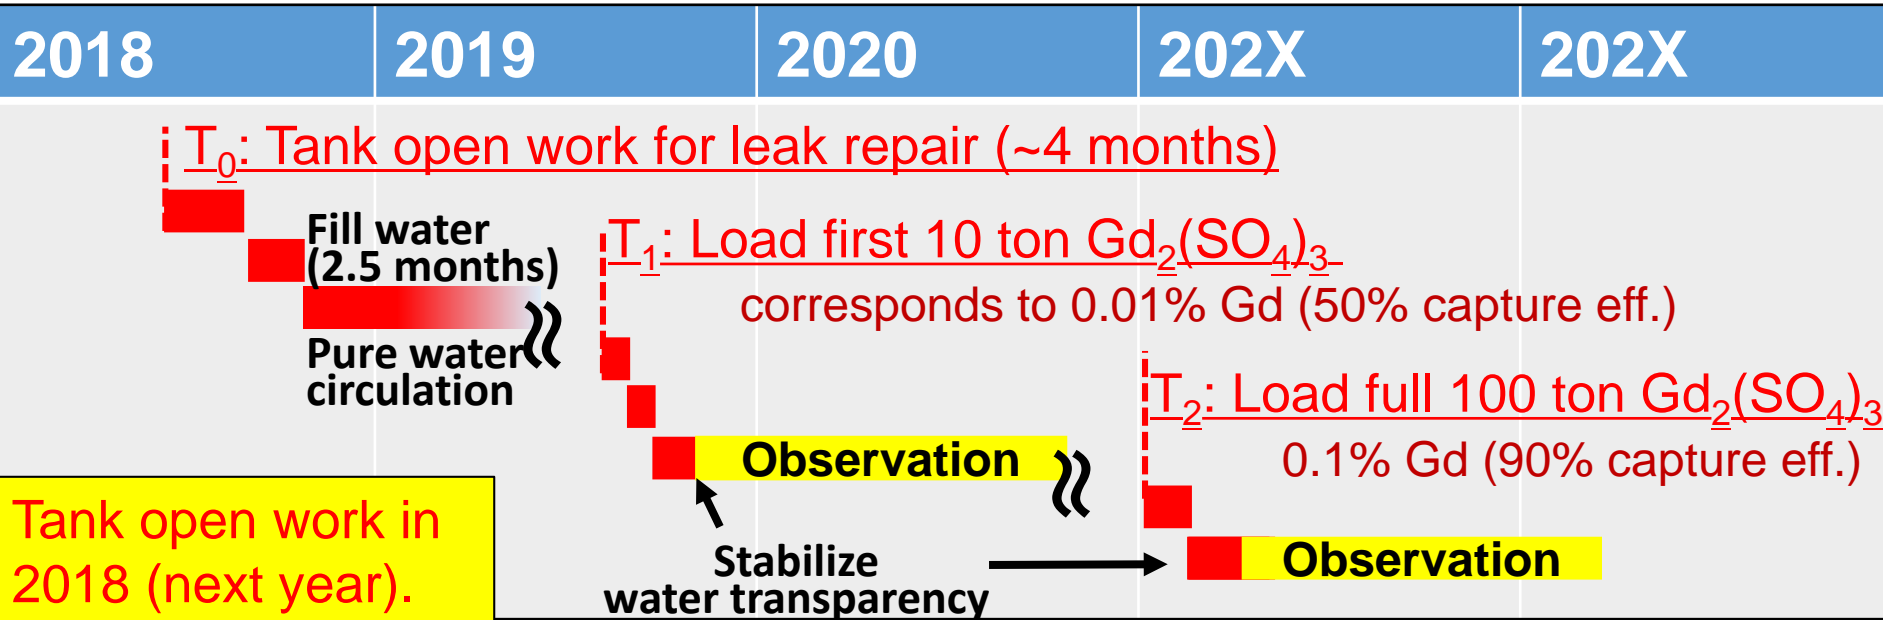 2018 2019 2020 202X 202X
T₀: Tank open work for leak repair (~4 months)
Fill water
(2.5 months)
T₁: Load first 10 ton Gd₂(SO₄)₃
corresponds to 0.01% Gd (50% capture eff.)
Pure water
circulation
T₂: Load full 100 ton Gd₂(SO₄)₃
0.1% Gd (90% capture eff.)
Observation
Tank open work in
2018 (next year).
Stabilize
water transparency
Observation